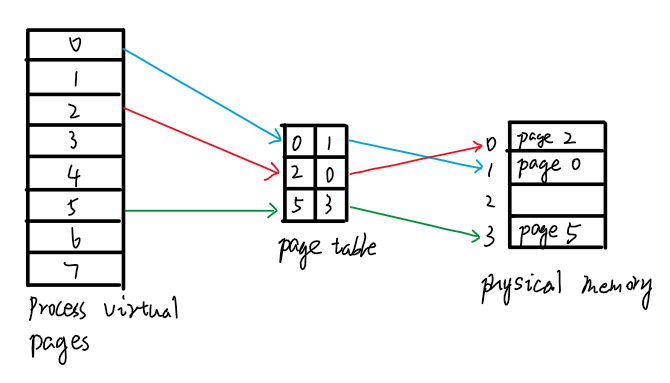 0
1
2
3
4
5
6
7
Process virtual
pages
0 1
2 0
5 3
page table
0 page 2
1 page 0
2
3 page 5
physical memory